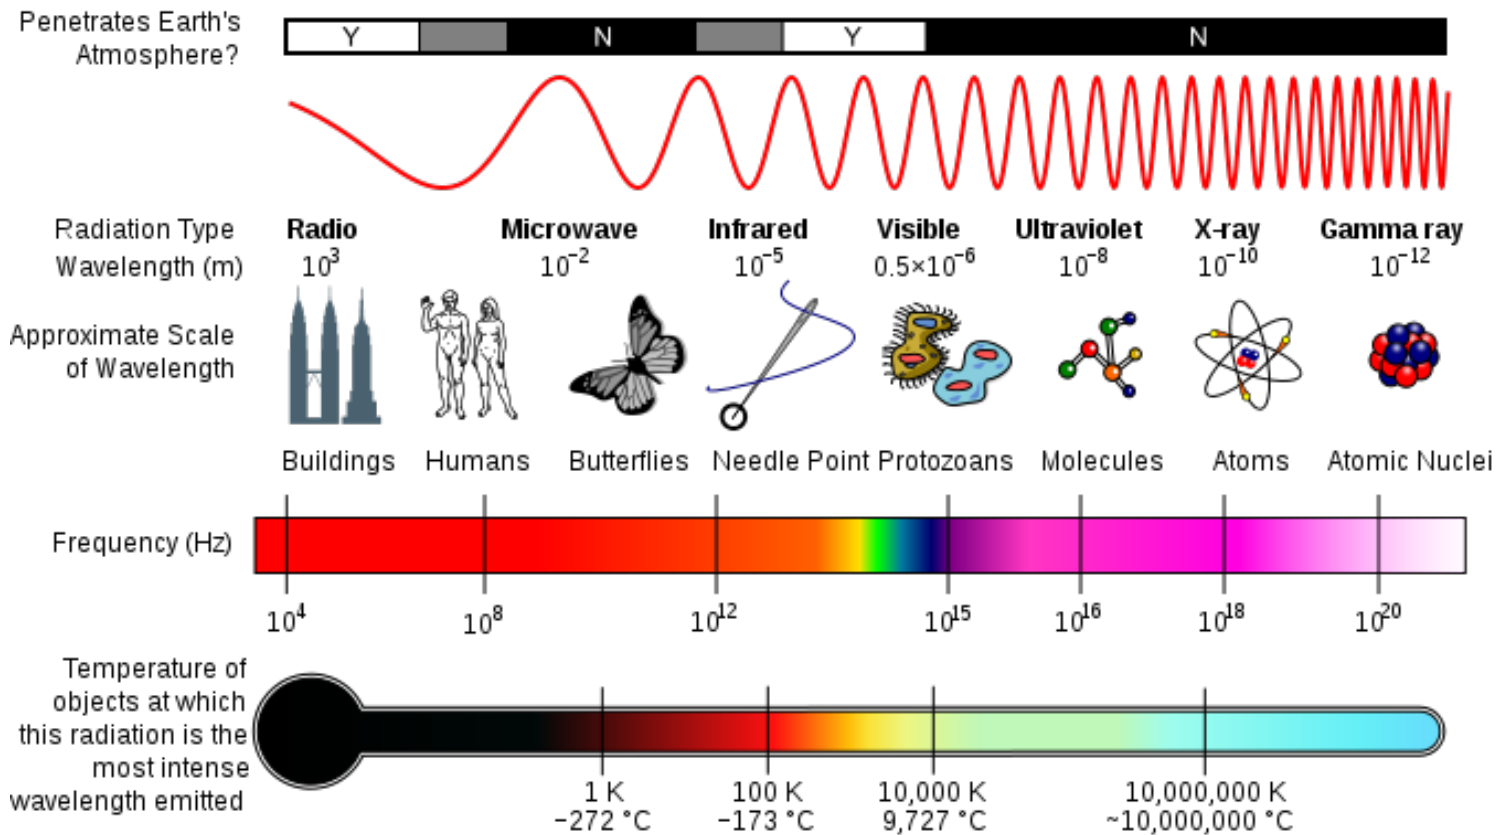 Penetrates Earth's
Atmosphere?
Y N Y N
Radiation Type
Radio Microwave Infrared Visible Ultraviolet X-ray Gamma ray
Wavelength (m)
10³ 10⁻² 10⁻⁵ 0.5×10⁻⁶ 10⁻⁸ 10⁻¹⁰ 10⁻¹²
Approximate Scale
of Wavelength
Buildings Humans Butterflies Needle Point Protozoans Molecules Atoms Atomic Nuclei
Frequency (Hz)
10⁴ 10⁸ 10¹² 10¹⁵ 10¹⁶ 10¹⁸ 10²⁰
Temperature of
objects at which
this radiation is the
most intense
wavelength emitted
1 K 100 K 10,000 K 10,000,000 K
−272 °C −173 °C 9,727 °C ~10,000,000 °C